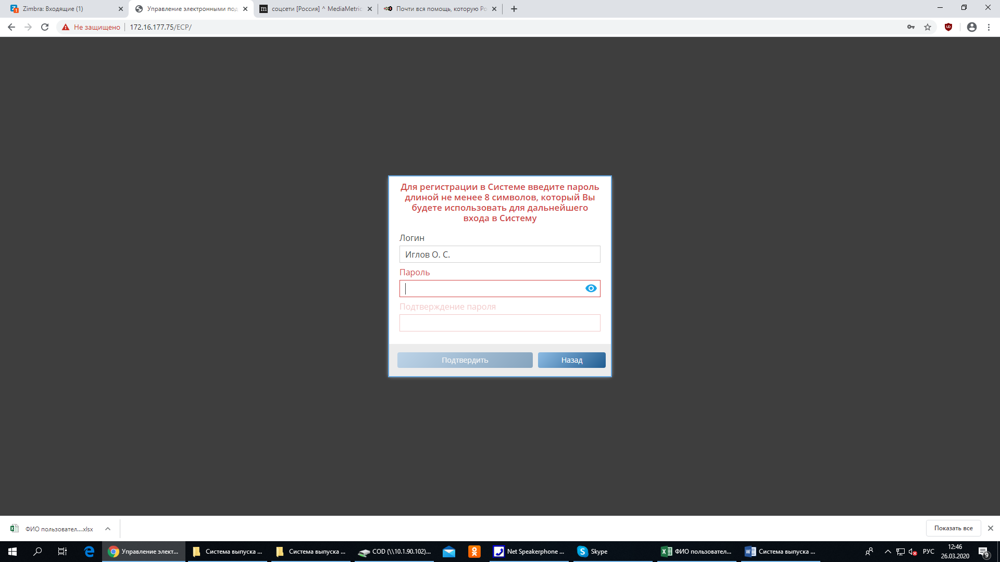 Zimbra: Входящие (1)
Управление электронными под
соцсети [Россия] ^ MediaMetric
Почти вся помощь, которую Ро
Не защищено
172.16.177.75/ECP/
Для регистрации в Системе введите пароль
длиной не менее 8 символов, который Вы
будете использовать для дальнейшего
входа в Систему
Логин
Иглов О. С.
Пароль
Подтверждение пароля
Подтвердить
Назад
ФИО пользовател....xlsx
Показать все
Управление элект...
Система выпуска ...
Система выпуска ...
COD (\\10.1.90.102)...
Net Speakerphone ...
Skype
ФИО пользовател...
Система выпуска ...
РУС
12:46
26.03.2020
9